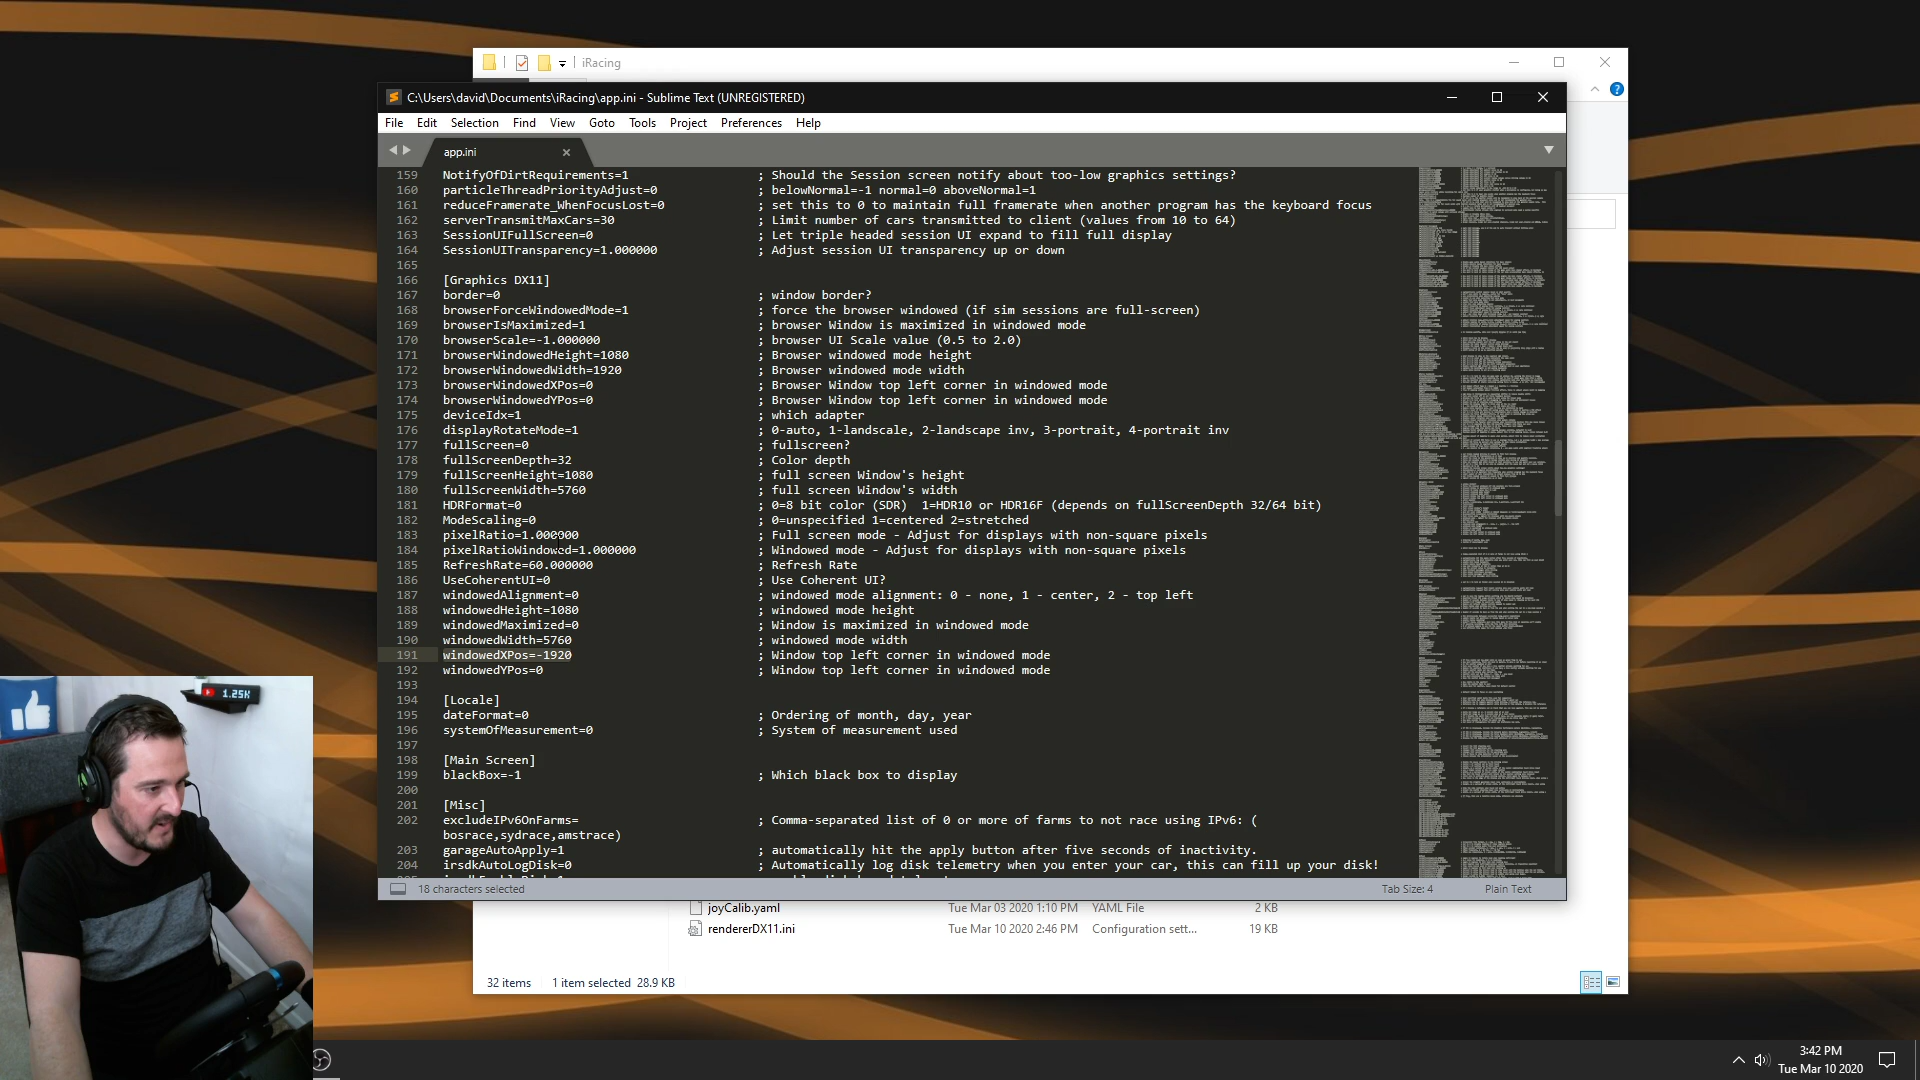 iRacing
C:\Users\david\Documents\iRacing\app.ini - Sublime Text (UNREGISTERED)
File Edit Selection Find View Goto Tools Project Preferences Help
app.ini
159 NotifyOfDirtRequirements=1 ; Should the Session screen notify about too-low graphics settings?
160 particleThreadPriorityAdjust=0 ; belowNormal=-1 normal=0 aboveNormal=1
161 reduceFramerate_WhenFocusLost=0 ; set this to 0 to maintain full framerate when another program has the keyboard focus
162 serverTransmitMaxCars=30 ; Limit number of cars transmitted to client (values from 10 to 64)
163 SessionUIFullScreen=0 ; Let triple headed session UI expand to fill full display
164 SessionUITransparency=1.000000 ; Adjust session UI transparency up or down
165
166 [Graphics DX11]
167 border=0 ; window border?
168 browserForceWindowedMode=1 ; force the browser windowed (if sim sessions are full-screen)
169 browserIsMaximized=1 ; browser Window is maximized in windowed mode
170 browserScale=-1.000000 ; browser UI Scale value (0.5 to 2.0)
171 browserWindowedHeight=1080 ; Browser windowed mode height
172 browserWindowedWidth=1920 ; Browser windowed mode width
173 browserWindowedXPos=0 ; Browser Window top left corner in windowed mode
174 browserWindowedYPos=0 ; Browser Window top left corner in windowed mode
175 deviceIdx=1 ; which adapter
176 displayRotateMode=1 ; 0-auto, 1-landscape, 2-landscape inv, 3-portrait, 4-portrait inv
177 fullScreen=0 ; fullscreen?
178 fullScreenDepth=32 ; Color depth
179 fullScreenHeight=1080 ; full screen Window's height
180 fullScreenWidth=5760 ; full screen Window's width
181 HDRFormat=0 ; 0=8 bit color (SDR) 1=HDR10 or HDR16F (depends on fullScreenDepth 32/64 bit)
182 ModeScaling=0 ; 0=unspecified 1=centered 2=stretched
183 pixelRatio=1.000000 ; Full screen mode - Adjust for displays with non-square pixels
184 pixelRatioWindowed=1.000000 ; Windowed mode - Adjust for displays with non-square pixels
185 RefreshRate=60.000000 ; Refresh Rate
186 UseCoherentUI=0 ; Use Coherent UI?
187 windowedAlignment=0 ; windowed mode alignment: 0 - none, 1 - center, 2 - top left
188 windowedHeight=1080 ; windowed mode height
189 windowedMaximized=0 ; Window is maximized in windowed mode
190 windowedWidth=5760 ; windowed mode width
191 windowedXPos=-1920 ; Window top left corner in windowed mode
192 windowedYPos=0 ; Window top left corner in windowed mode
193
194 [Locale]
195 dateFormat=0 ; Ordering of month, day, year
196 systemOfMeasurement=0 ; System of measurement used
197
198 [Main Screen]
199 blackBox=-1 ; Which black box to display
200
201 [Misc]
202 excludeIPv6OnFarms= ; Comma-separated list of 0 or more of farms to not race using IPv6: (
bosrace,sydrace,amstrace)
203 garageAutoApply=1 ; automatically hit the apply button after five seconds of inactivity.
204 irsdkAutoLogDisk=0 ; Automatically log disk telemetry when you enter your car, this can fill up your disk!
18 characters selected Tab Size: 4 Plain Text
joyCalib.yaml Tue Mar 03 2020 1:10 PM YAML File 2 KB
rendererDX11.ini Tue Mar 10 2020 2:46 PM Configuration sett... 19 KB
32 items 1 item selected 28.9 KB
1.25K
3:42 PM
Tue Mar 10 2020